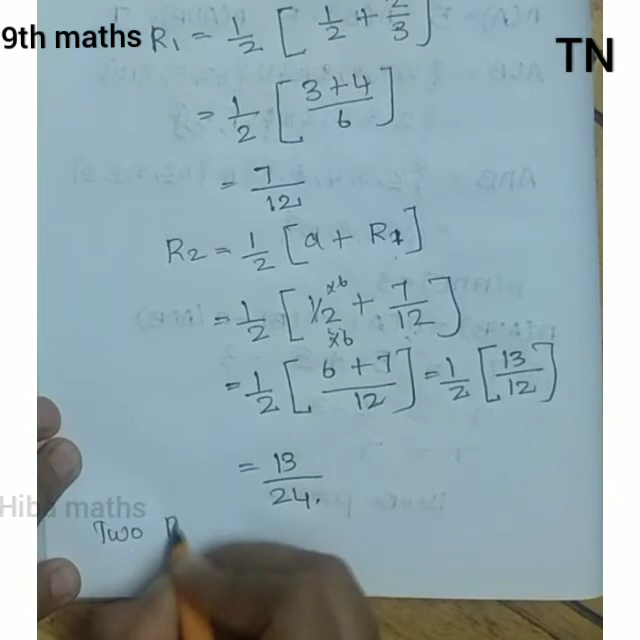 9th maths
TN
R₁ = 1/2 [1/2 + 2/3]
= 1/2 [3+4/6]
= 7/12
R₂ = 1/2 [a + R₁]
= 1/2 [1/2 ×6/×6 + 7/12]
= 1/2 [6+7/12] = 1/2 [13/12]
= 13/24.
Hiba maths
Two